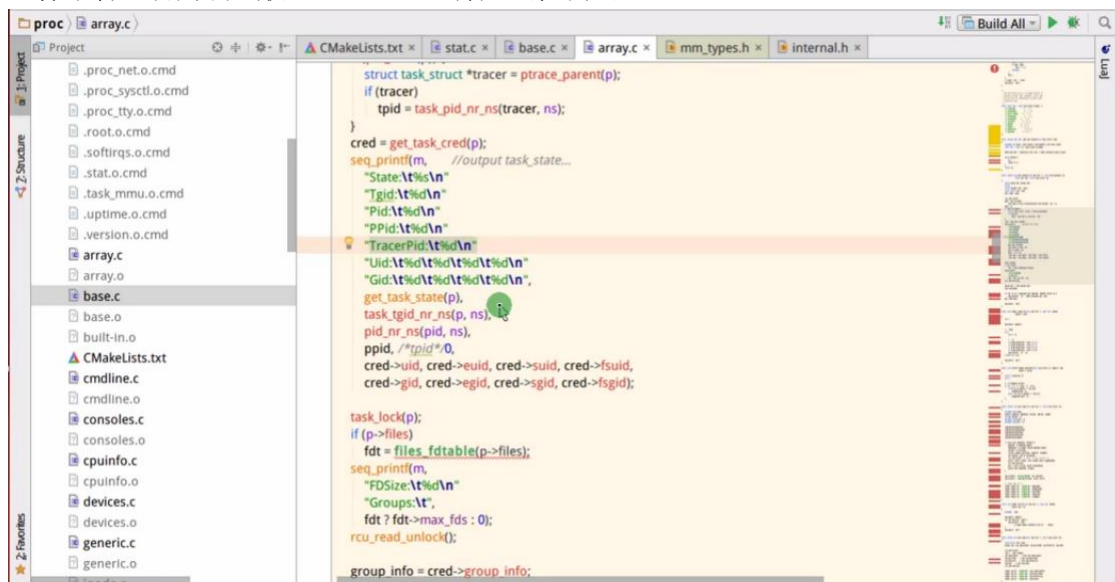 proc
array.c
Build All
Project
CMakeLists.txt
stat.c
base.c
array.c
mm_types.h
internal.h
1: Project
2: Structure
2: Favorites
Lua
.proc_net.o.cmd
.proc_sysctl.o.cmd
.proc_tty.o.cmd
.root.o.cmd
.softirqs.o.cmd
.stat.o.cmd
.task_mmu.o.cmd
.uptime.o.cmd
.version.o.cmd
array.c
array.o
base.c
base.o
built-in.o
CMakeLists.txt
cmdline.c
cmdline.o
consoles.c
consoles.o
cpuinfo.c
cpuinfo.o
devices.c
devices.o
generic.c
generic.o
struct task_struct *tracer = ptrace_parent(p);
if (tracer)
tpid = task_pid_nr_ns(tracer, ns);
}
cred = get_task_cred(p);
seq_printf(m, //output task_state...
"State:\t%s\n"
"Tgid:\t%d\n"
"Pid:\t%d\n"
"PPid:\t%d\n"
"TracerPid:\t%d\n"
"Uid:\t%d\t%d\t%d\t%d\n"
"Gid:\t%d\t%d\t%d\t%d\n",
get_task_state(p),
task_tgid_nr_ns(p, ns),
pid_nr_ns(pid, ns),
ppid, /*tpid*/0,
cred->uid, cred->euid, cred->suid, cred->fsuid,
cred->gid, cred->egid, cred->sgid, cred->fsgid);
task_lock(p);
if (p->files)
fdt = files_fdtable(p->files);
seq_printf(m,
"FDSize:\t%d\n"
"Groups:\t",
fdt ? fdt->max_fds : 0);
rcu_read_unlock();
group_info = cred->group_info;